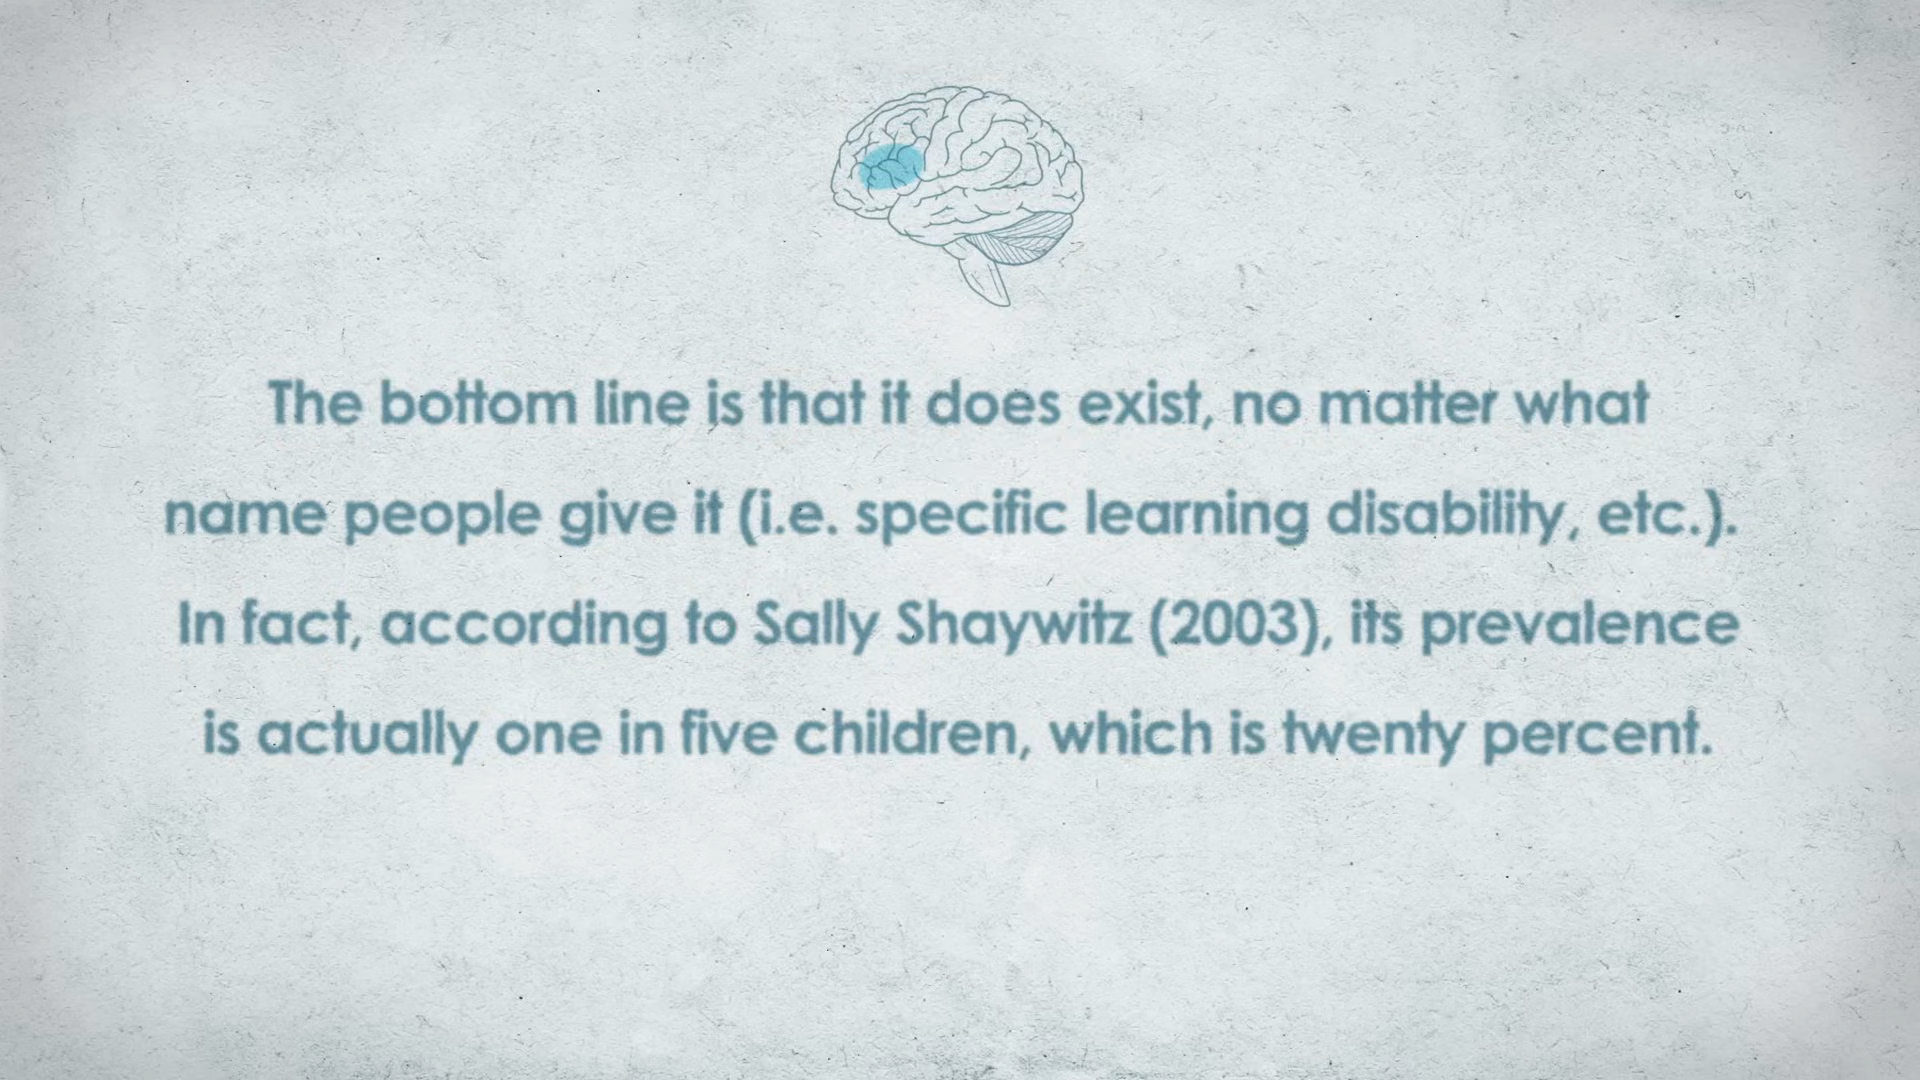 The bottom line is that it does exist, no matter what
name people give it (i.e. specific learning disability, etc.).
In fact, according to Sally Shaywitz (2003), its prevalence
is actually one in five children, which is twenty percent.